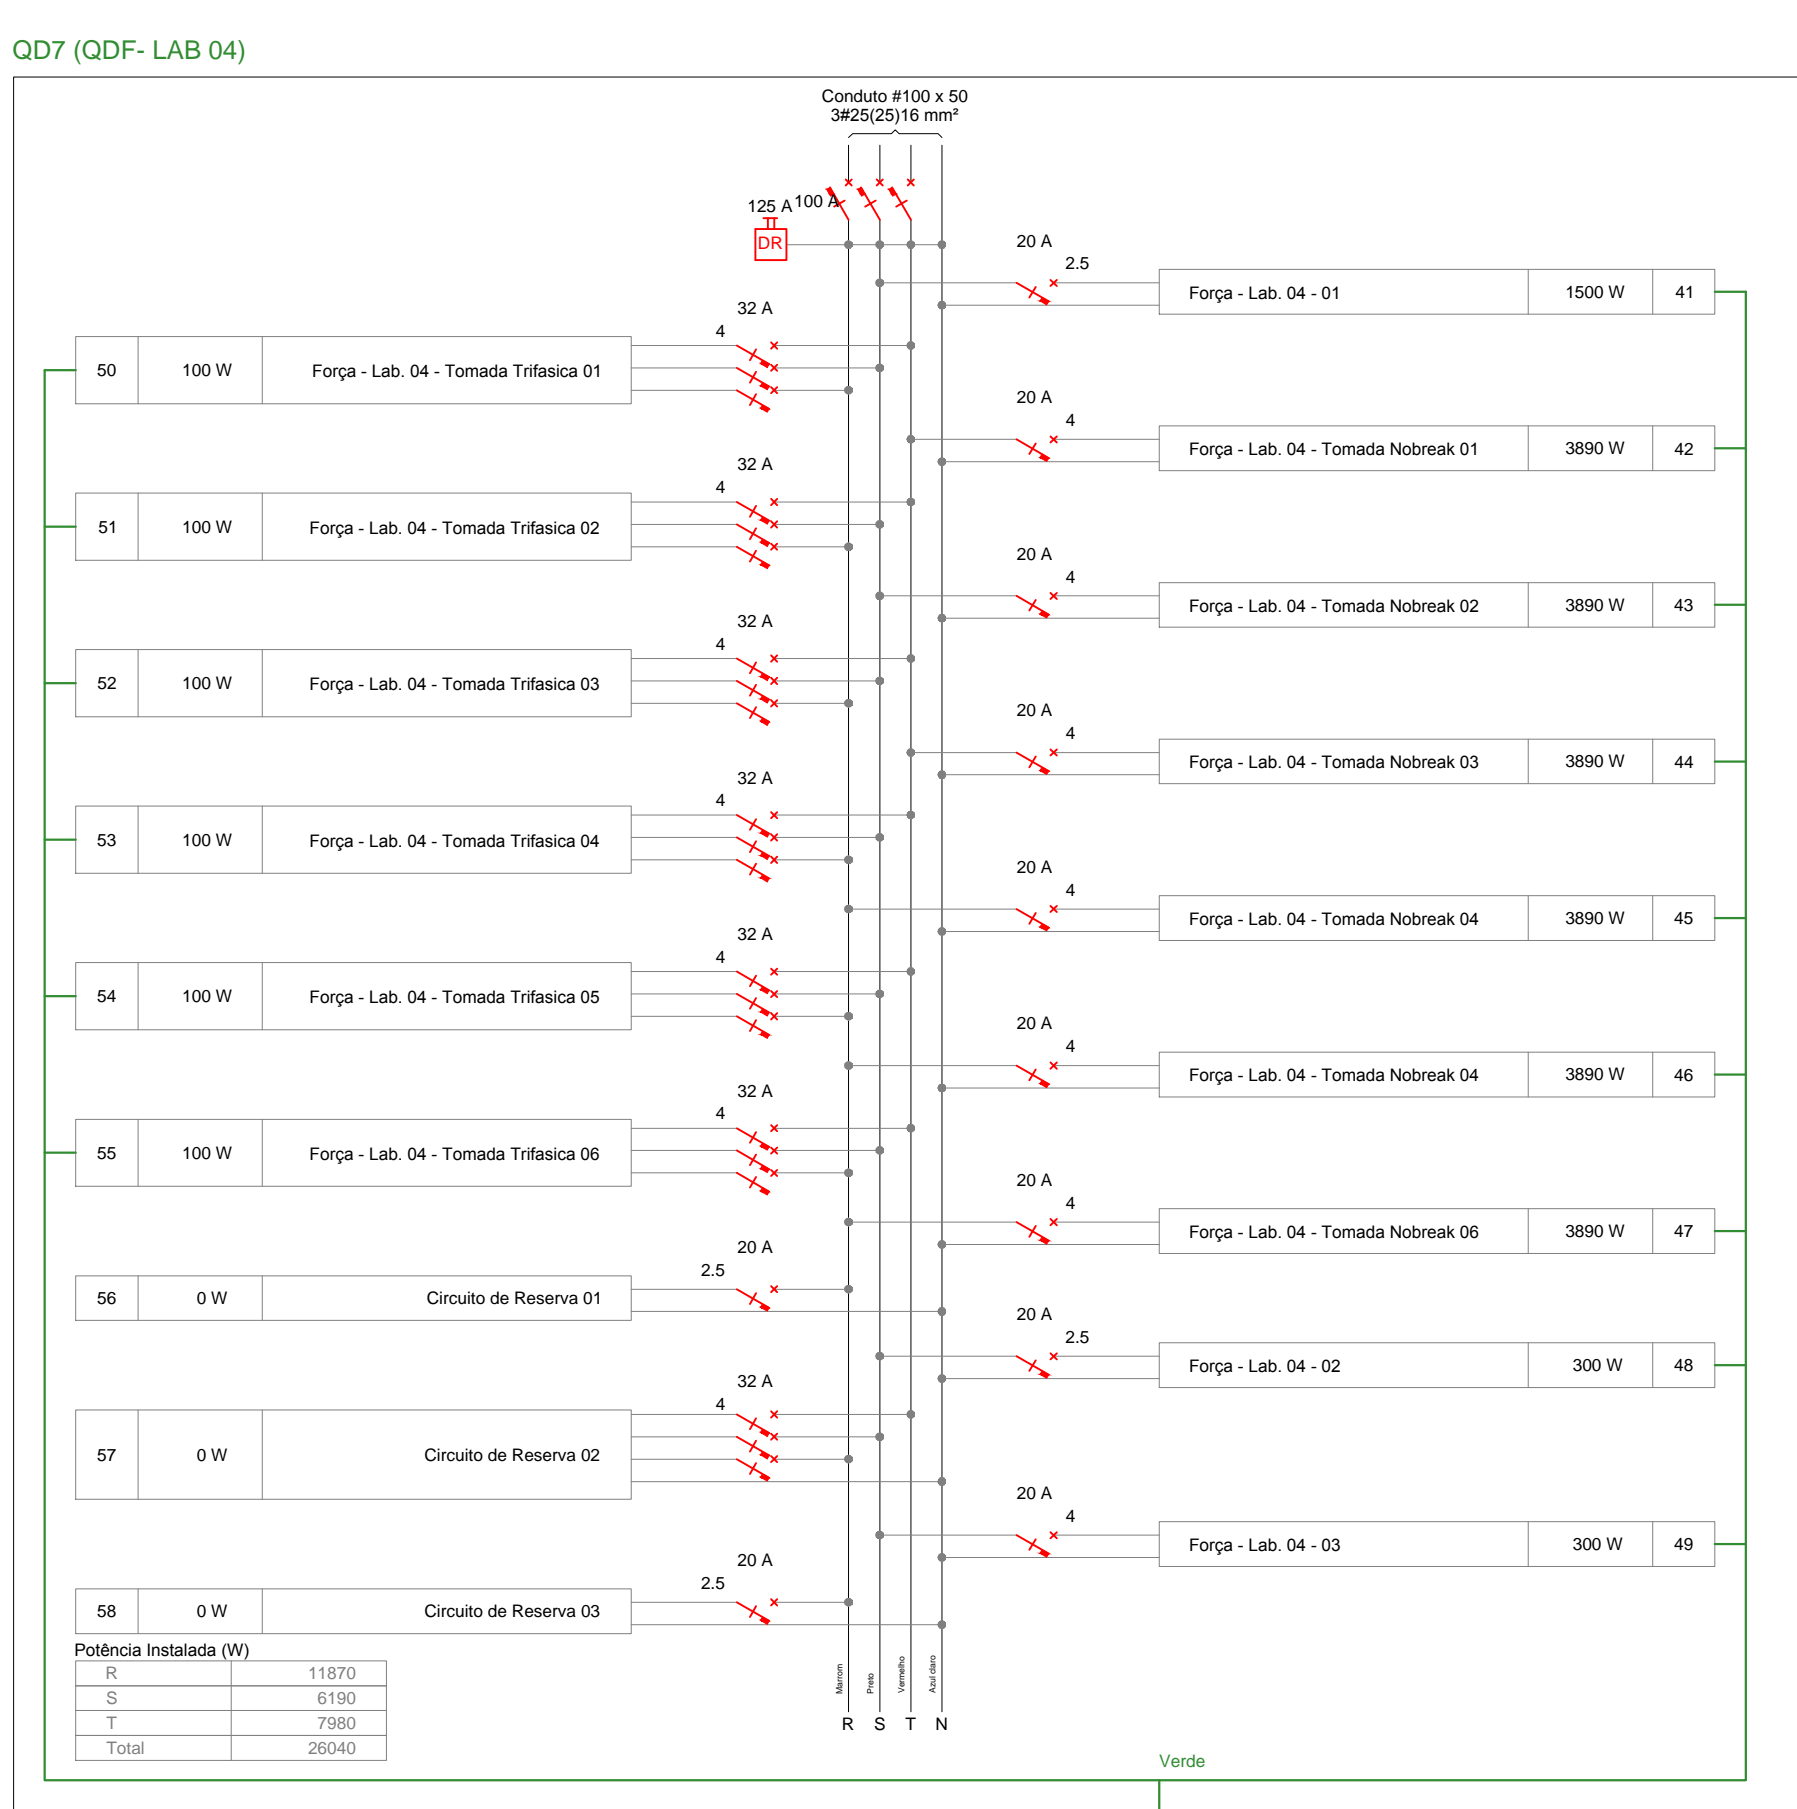 QD7 (QDF- LAB 04)
Conduto #100 x 50
3#25(25)16 mm²
125 A
100 A
DR
20 A
2.5
Força - Lab. 04 - 01 1500 W 41
32 A
4
50 100 W Força - Lab. 04 - Tomada Trifasica 01
20 A
4
Força - Lab. 04 - Tomada Nobreak 01 3890 W 42
32 A
4
51 100 W Força - Lab. 04 - Tomada Trifasica 02
20 A
4
Força - Lab. 04 - Tomada Nobreak 02 3890 W 43
32 A
4
52 100 W Força - Lab. 04 - Tomada Trifasica 03
20 A
4
Força - Lab. 04 - Tomada Nobreak 03 3890 W 44
32 A
4
53 100 W Força - Lab. 04 - Tomada Trifasica 04
20 A
4
Força - Lab. 04 - Tomada Nobreak 04 3890 W 45
32 A
4
54 100 W Força - Lab. 04 - Tomada Trifasica 05
20 A
4
Força - Lab. 04 - Tomada Nobreak 04 3890 W 46
32 A
4
55 100 W Força - Lab. 04 - Tomada Trifasica 06
20 A
4
Força - Lab. 04 - Tomada Nobreak 06 3890 W 47
20 A
2.5
56 0 W Circuito de Reserva 01
20 A
2.5
Força - Lab. 04 - 02 300 W 48
32 A
4
57 0 W Circuito de Reserva 02
20 A
4
Força - Lab. 04 - 03 300 W 49
20 A
2.5
58 0 W Circuito de Reserva 03
Potência Instalada (W)
R 11870
S 6190
T 7980
Total 26040
Marrom
Preto
Vermelho
Azul claro
R S T N
Verde